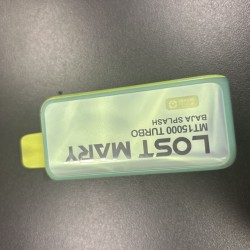 LOST MARY
MT15000 TURBO
BAJA SPLASH